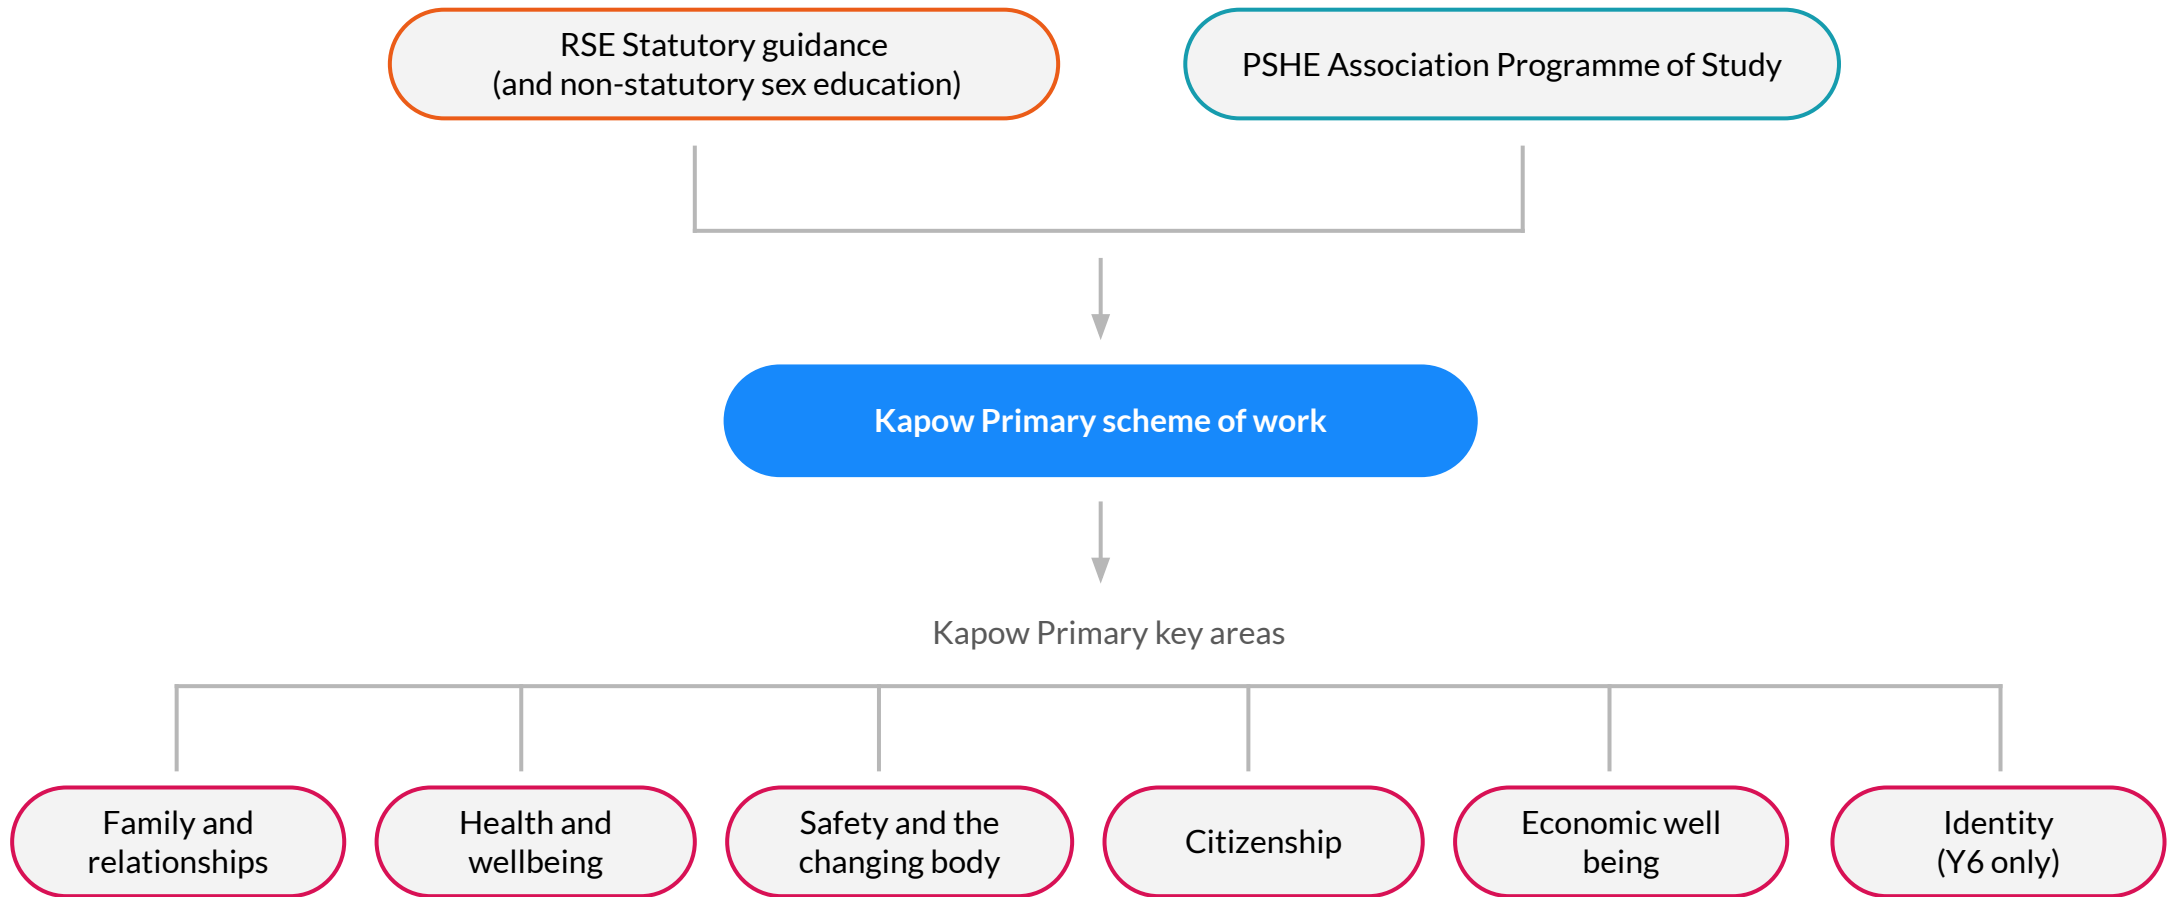 RSE Statutory guidance
(and non-statutory sex education)
PSHE Association Programme of Study
Kapow Primary scheme of work
Kapow Primary key areas
Family and
relationships
Health and
wellbeing
Safety and the
changing body
Citizenship
Economic well
being
Identity
(Y6 only)